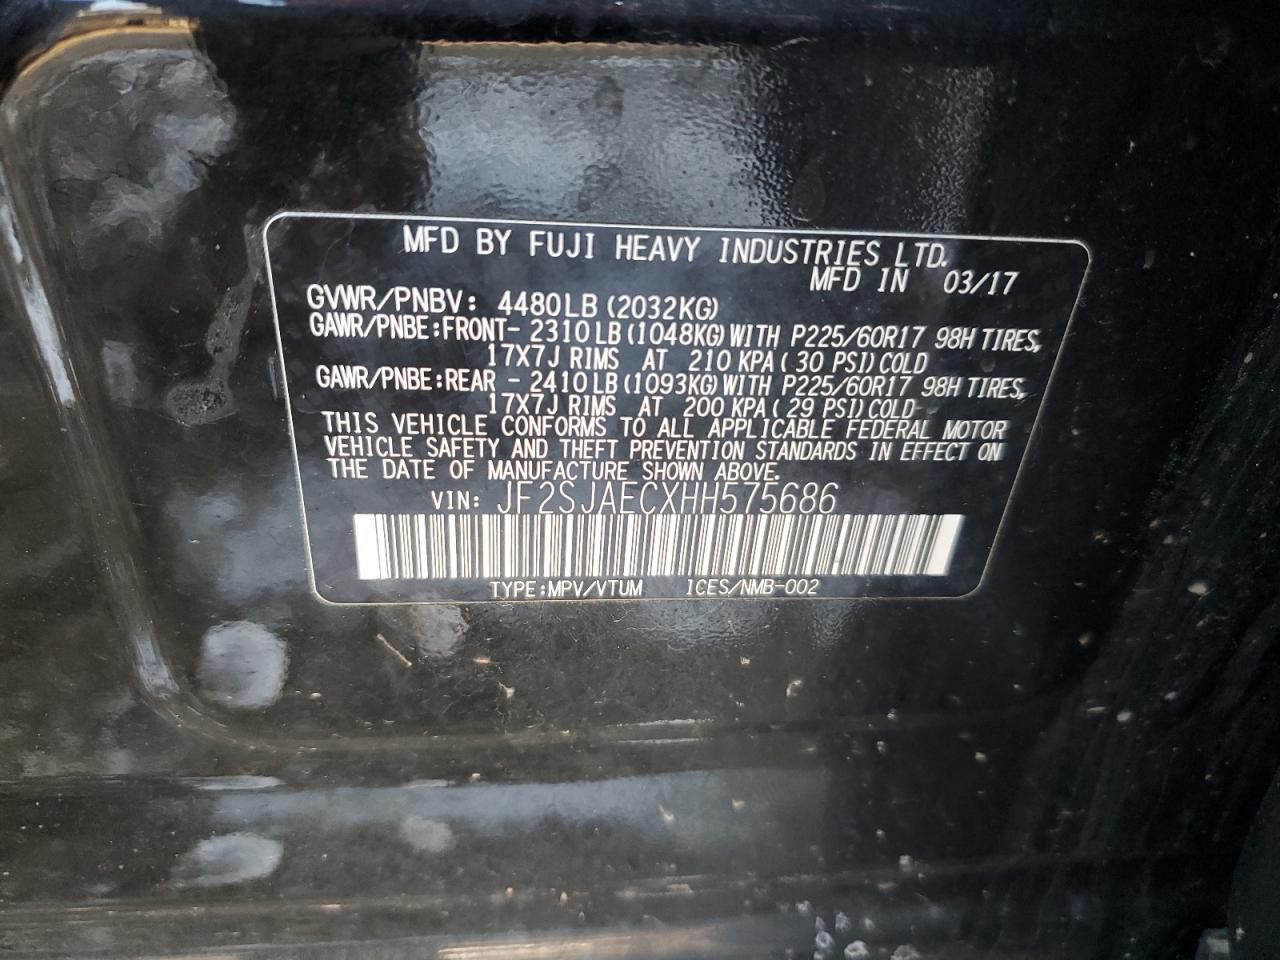 MFD BY FUJI HEAVY INDUSTRIES LTD.
MFD IN 03/17
GVWR/PNBV: 4480LB (2032KG)
GAWR/PNBE:FRONT- 2310LB(1048KG)WITH P225/60R17 98H TIRES,
17X7J RIMS AT 210 KPA( 30 PSI)COLD
GAWR/PNBE:REAR - 2410LB(1093KG)WITH P225/60R17 98H TIRES,
17X7J RIMS AT 200 KPA( 29 PSI)COLD
THIS VEHICLE CONFORMS TO ALL APPLICABLE FEDERAL MOTOR
VEHICLE SAFETY AND THEFT PREVENTION STANDARDS IN EFFECT ON
THE DATE OF MANUFACTURE SHOWN ABOVE.
VIN: JF2SJAECXHH575686
TYPE:MPV/VTUM ICES/NMB-002